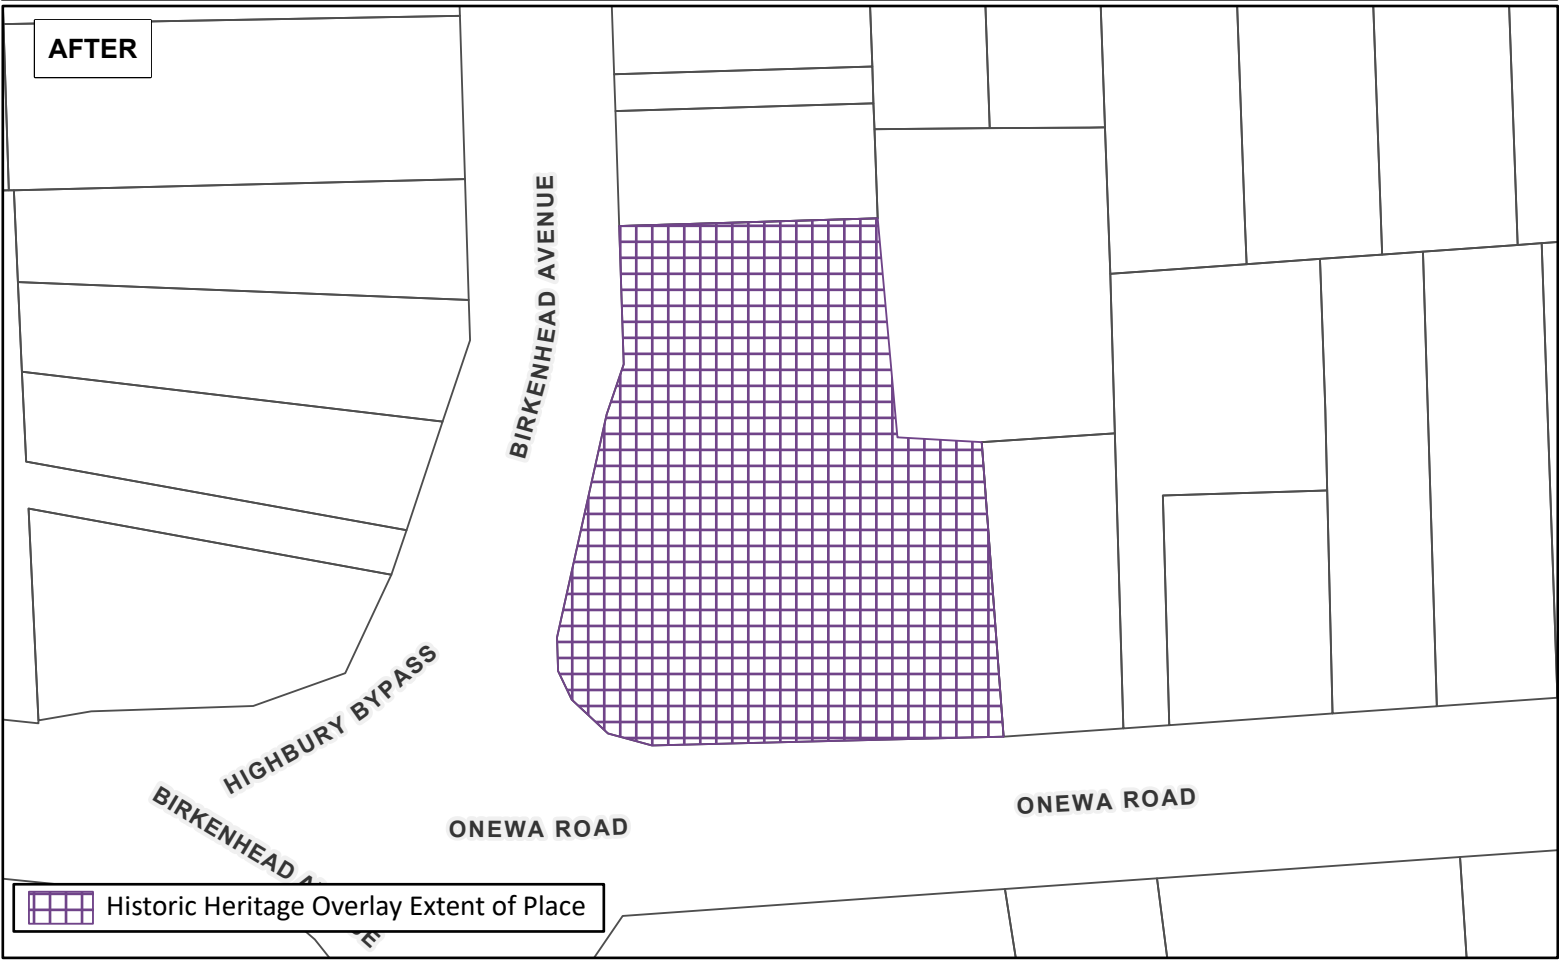 AFTER
BIRKENHEAD AVENUE
HIGHBURY BYPASS
BIRKENHEAD
ONEWA ROAD
ONEWA ROAD
Historic Heritage Overlay Extent of Place